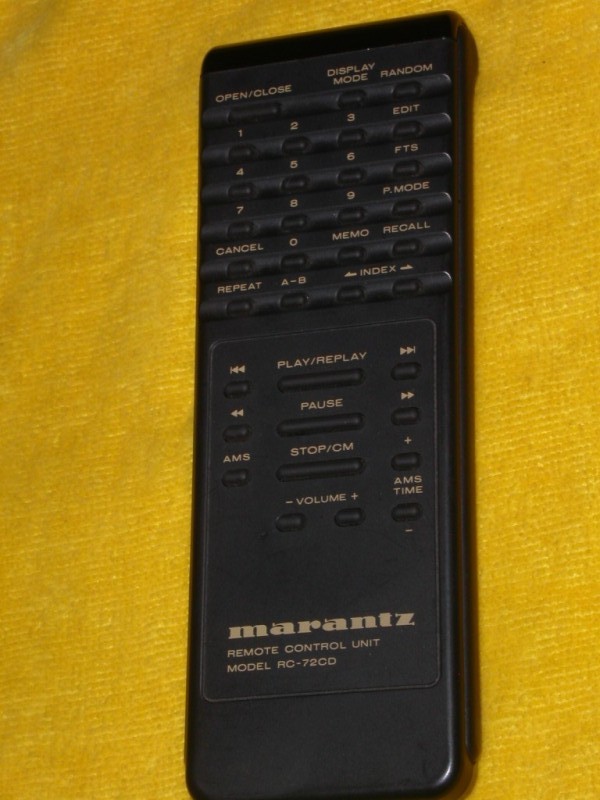 DISPLAY
OPEN/CLOSE MODE RANDOM
1 2 3 EDIT
4 5 6 FTS
7 8 9 P.MODE
CANCEL 0 MEMO RECALL
REPEAT A-B INDEX
PLAY/REPLAY
PAUSE
STOP/CM +
AMS
AMS
- VOLUME + TIME
-
marantz
REMOTE CONTROL UNIT
MODEL RC-72CD